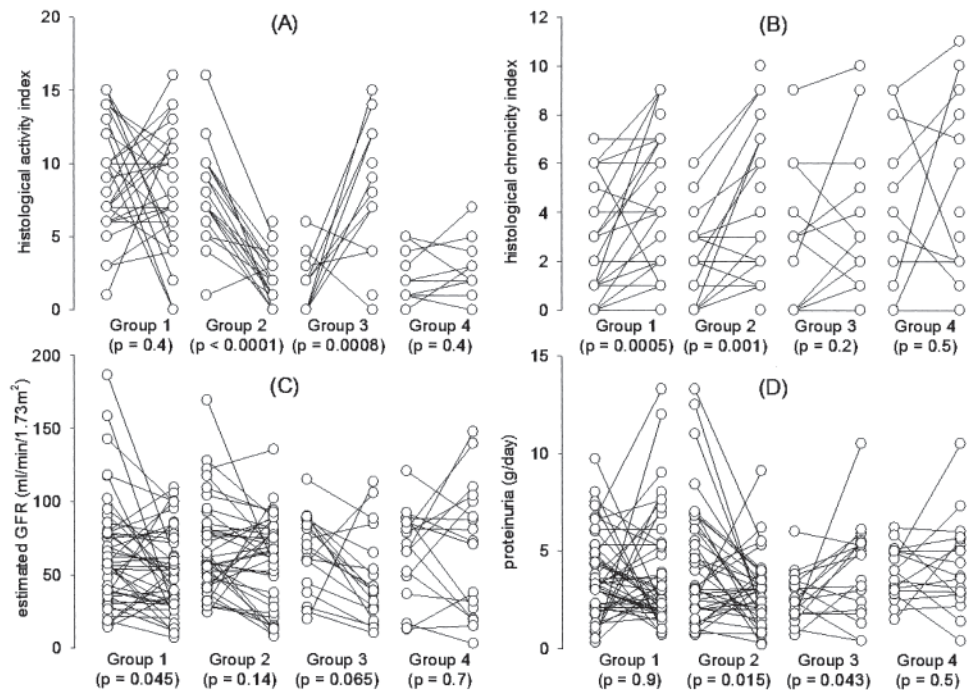 (A)
histological activity index
20
15
10
5
0
Group 1 Group 2 Group 3 Group 4
(p = 0.4) (p < 0.0001) (p = 0.0008) (p = 0.4)
(B)
histological chronicity index
12
10
8
6
4
2
0
Group 1 Group 2 Group 3 Group 4
(p = 0.0005) (p = 0.001) (p = 0.2) (p = 0.5)
(C)
estimated GFR (ml/min/1.73m²)
200
150
100
50
0
Group 1 Group 2 Group 3 Group 4
(p = 0.045) (p = 0.14) (p = 0.065) (p = 0.7)
(D)
proteinuria (g/day)
15
10
5
0
Group 1 Group 2 Group 3 Group 4
(p = 0.9) (p = 0.015) (p = 0.043) (p = 0.5)